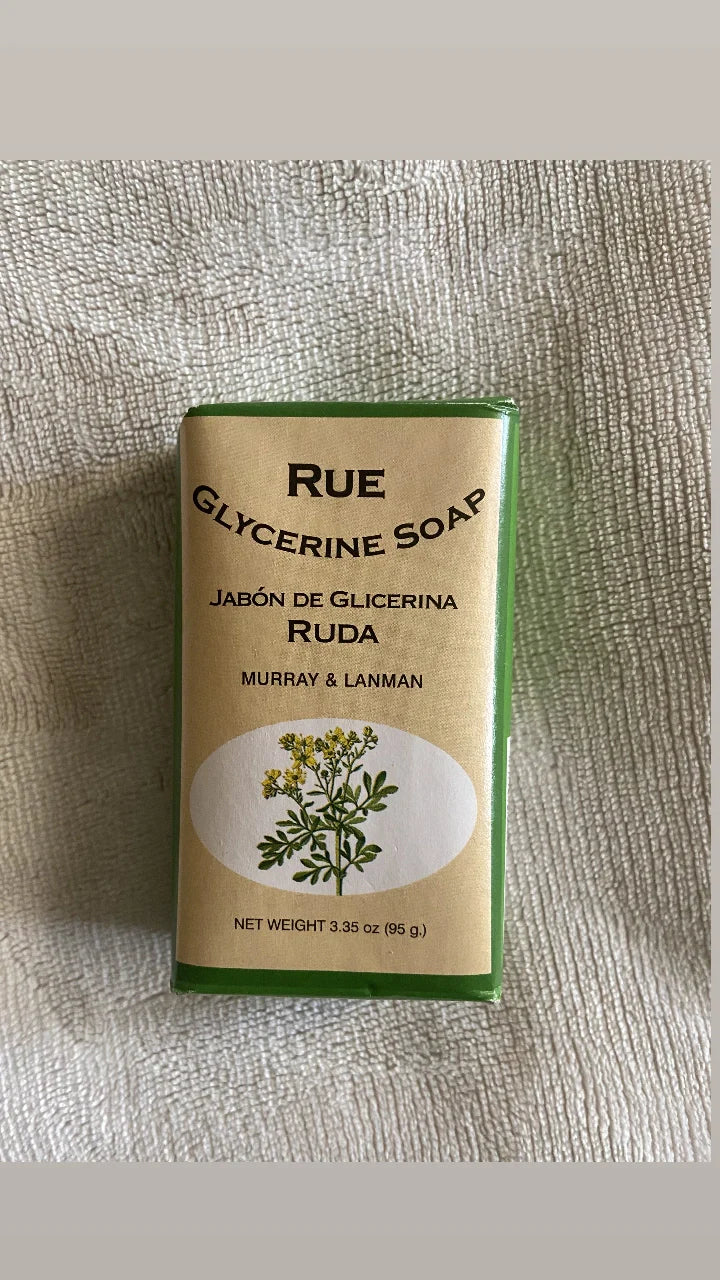 RUE
GLYCERINE SOAP
JABÓN DE GLICERINA
RUDA
MURRAY & LANMAN
NET WEIGHT 3.35 oz (95 g.)